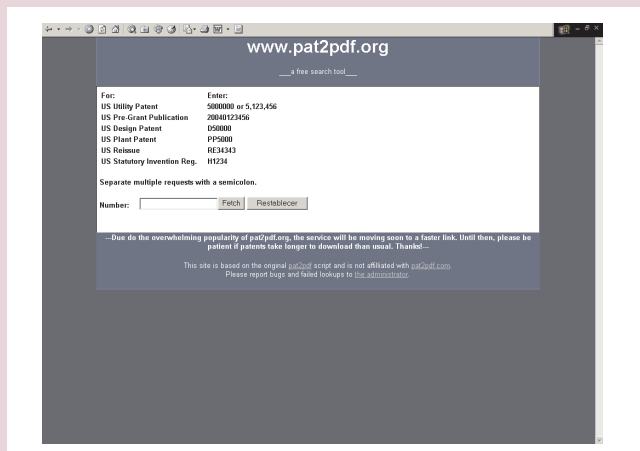 www.pat2pdf.org
___a free search tool___
For: Enter:
US Utility Patent 5000000 or 5,123,456
US Pre-Grant Publication 20040123456
US Design Patent D50000
US Plant Patent PP5000
US Reissue RE34343
US Statutory Invention Reg. H1234
Separate multiple requests with a semicolon.
Number: Fetch Restablecer
---Due do the overwhelming popularity of pat2pdf.org, the service will be moving soon to a faster link. Until then, please be
patient if patents take longer to download than usual. Thanks!---
This site is based on the original pat2pdf script and is not affilliated with pat2pdf.com.
Please report bugs and failed lookups to the administrator.